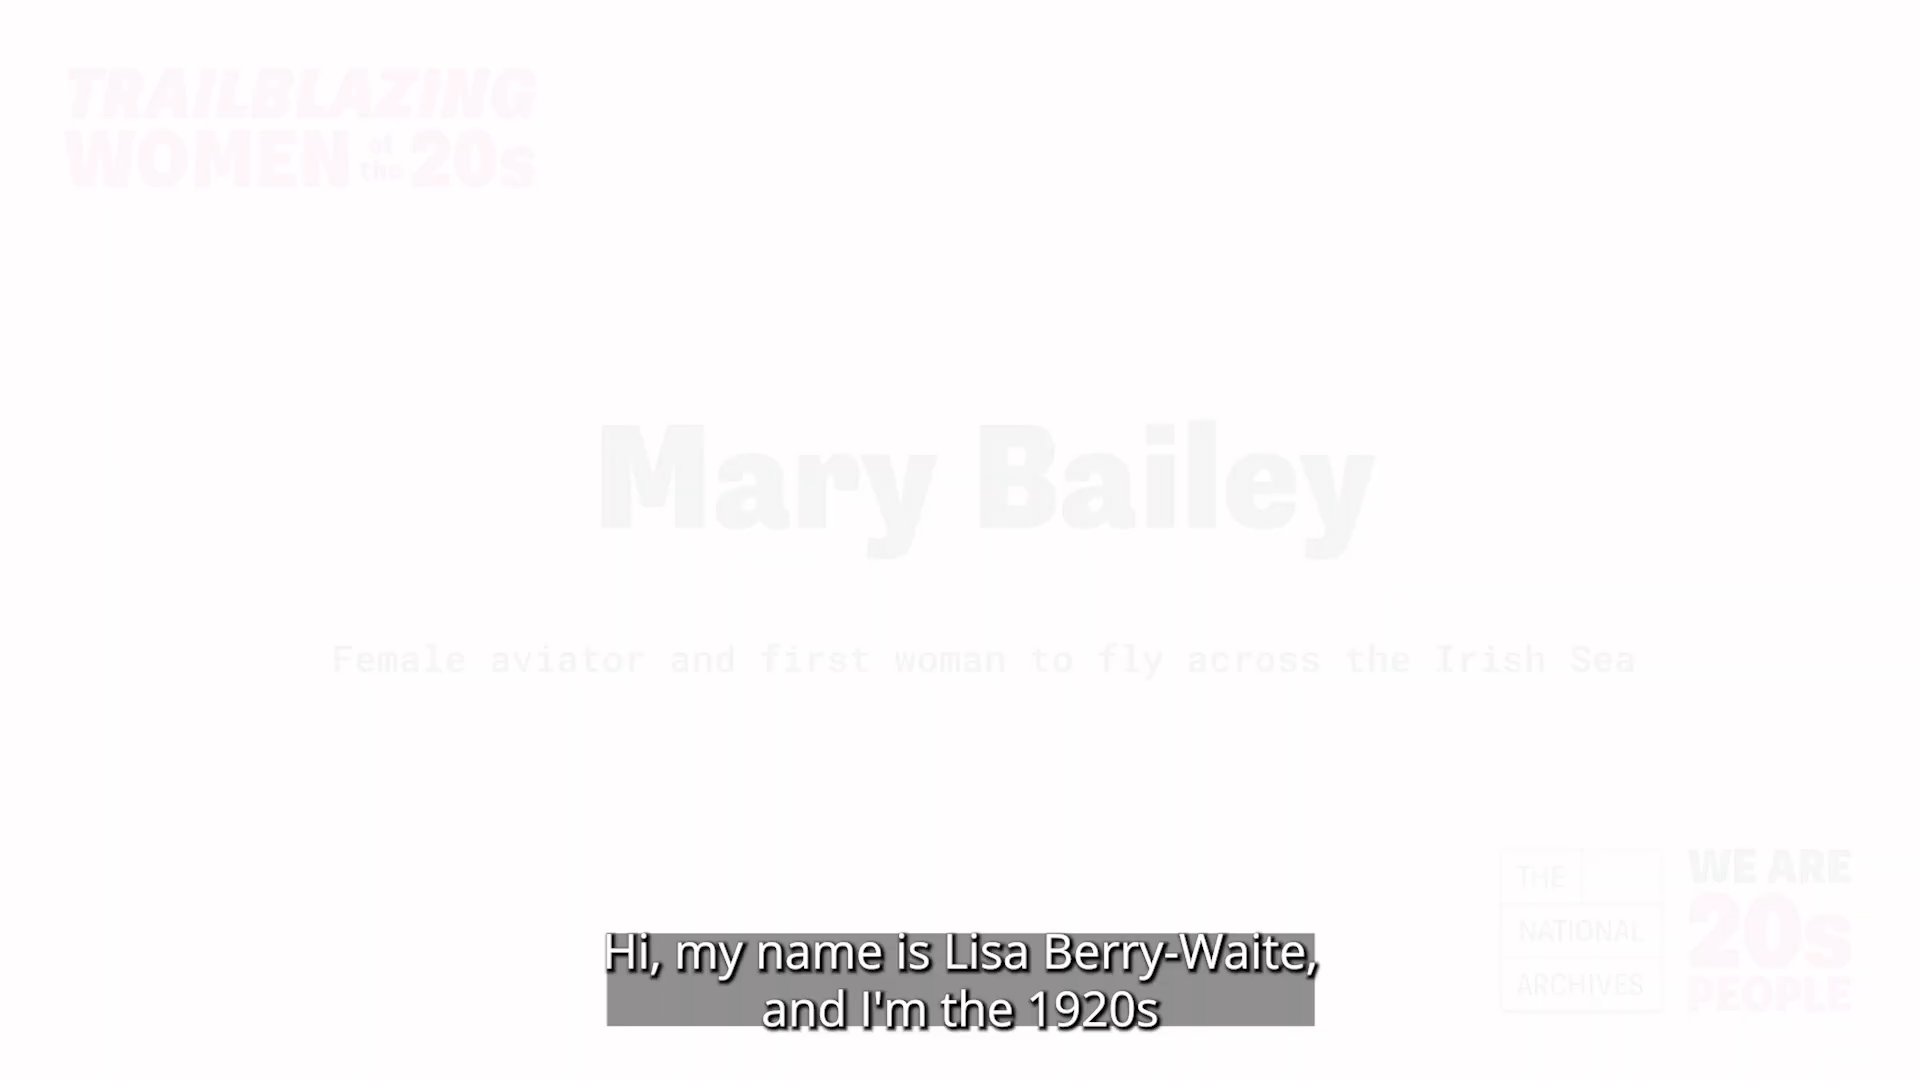 TRAILBLAZING
WOMEN of the 20s
Mary Bailey
Female aviator and first woman to fly across the Irish Sea
THE
NATIONAL
ARCHIVES
WE ARE
20s
PEOPLE
Hi, my name is Lisa Berry-Waite,
and I'm the 1920s